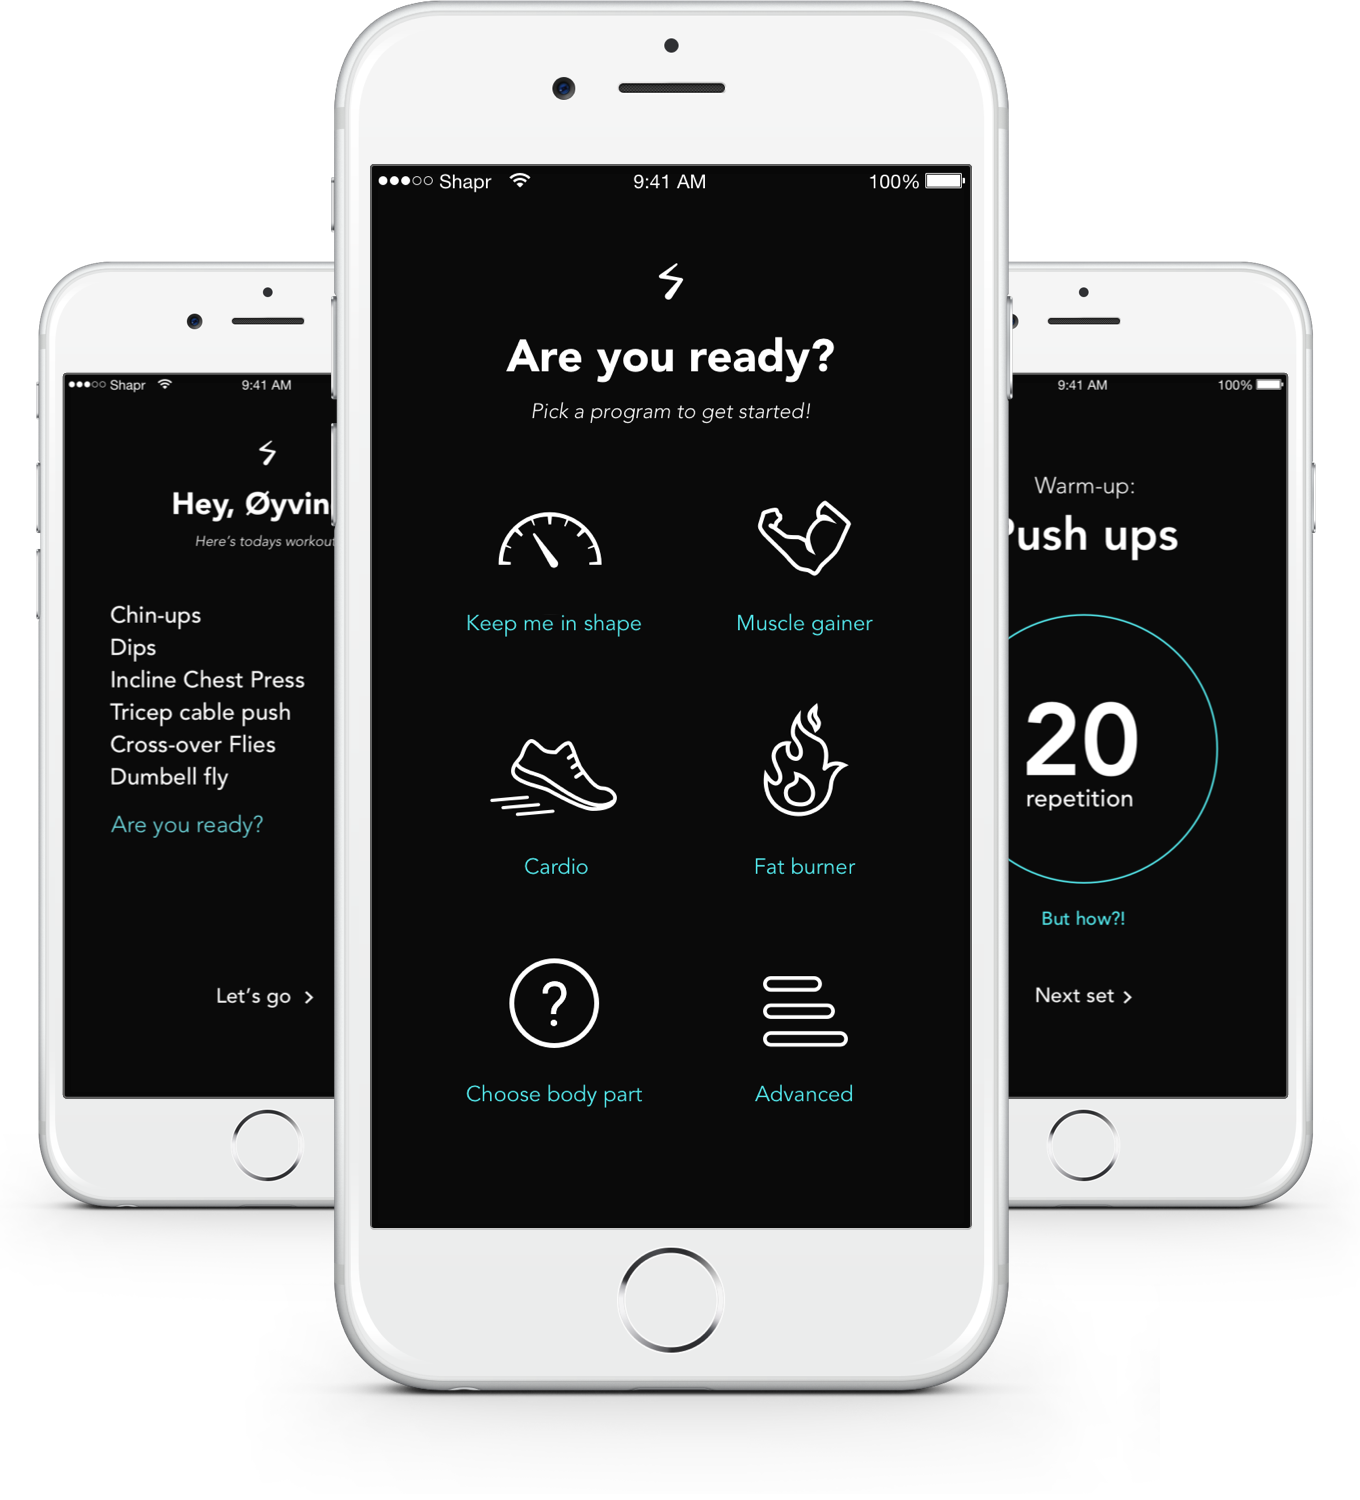 Shapr
9:41 AM
100%
Are you ready?
Pick a program to get started!
Keep me in shape
Muscle gainer
Cardio
Fat burner
?
Choose body part
Advanced
Shapr
9:41 AM
Hey, Øyvin
Here's todays workout
Chin-ups
Dips
Incline Chest Press
Tricep cable push
Cross-over Flies
Dumbell fly
Are you ready?
Let's go >
9:41 AM
100%
Warm-up:
Push ups
20
repetition
But how?!
Next set >